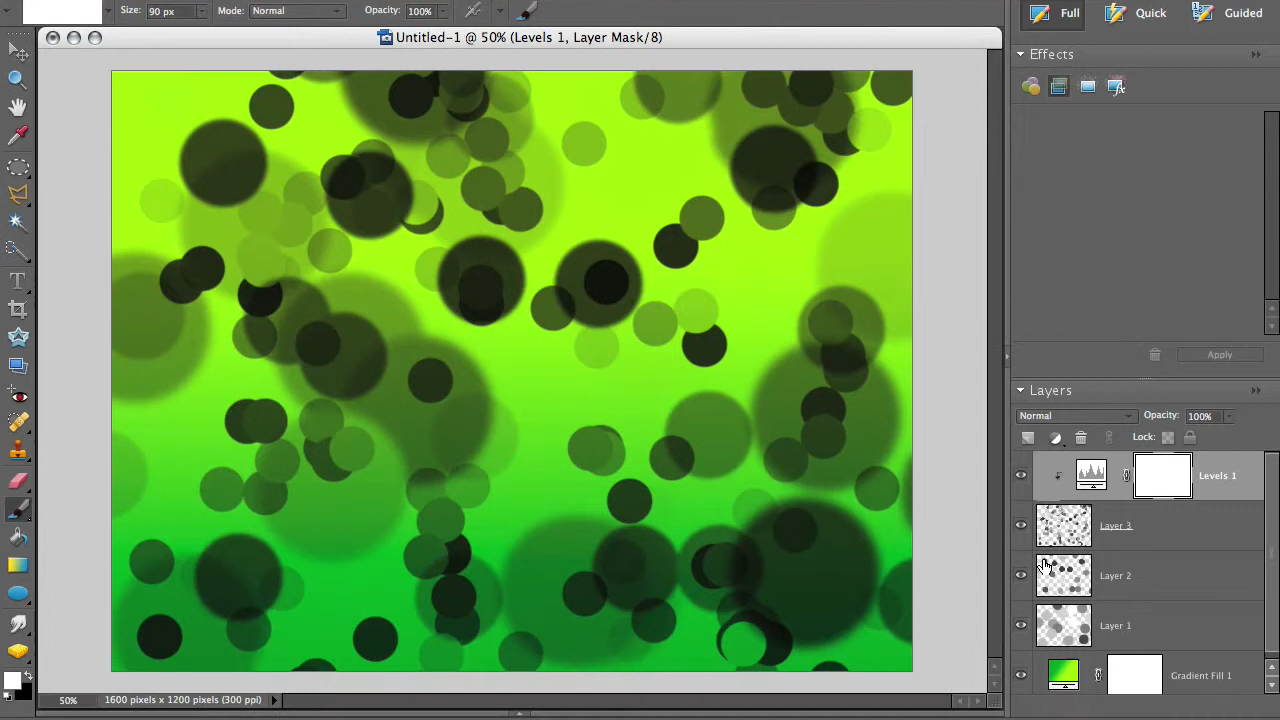 Size: 90 px Mode: Normal Opacity: 100%
Full Quick Guided
Untitled-1 @ 50% (Levels 1, Layer Mask/8)
Effects
Apply
Layers
Normal Opacity: 100%
Lock:
Levels 1
Layer 3
Layer 2
Layer 1
Gradient Fill 1
50% 1600 pixels x 1200 pixels (300 ppi)